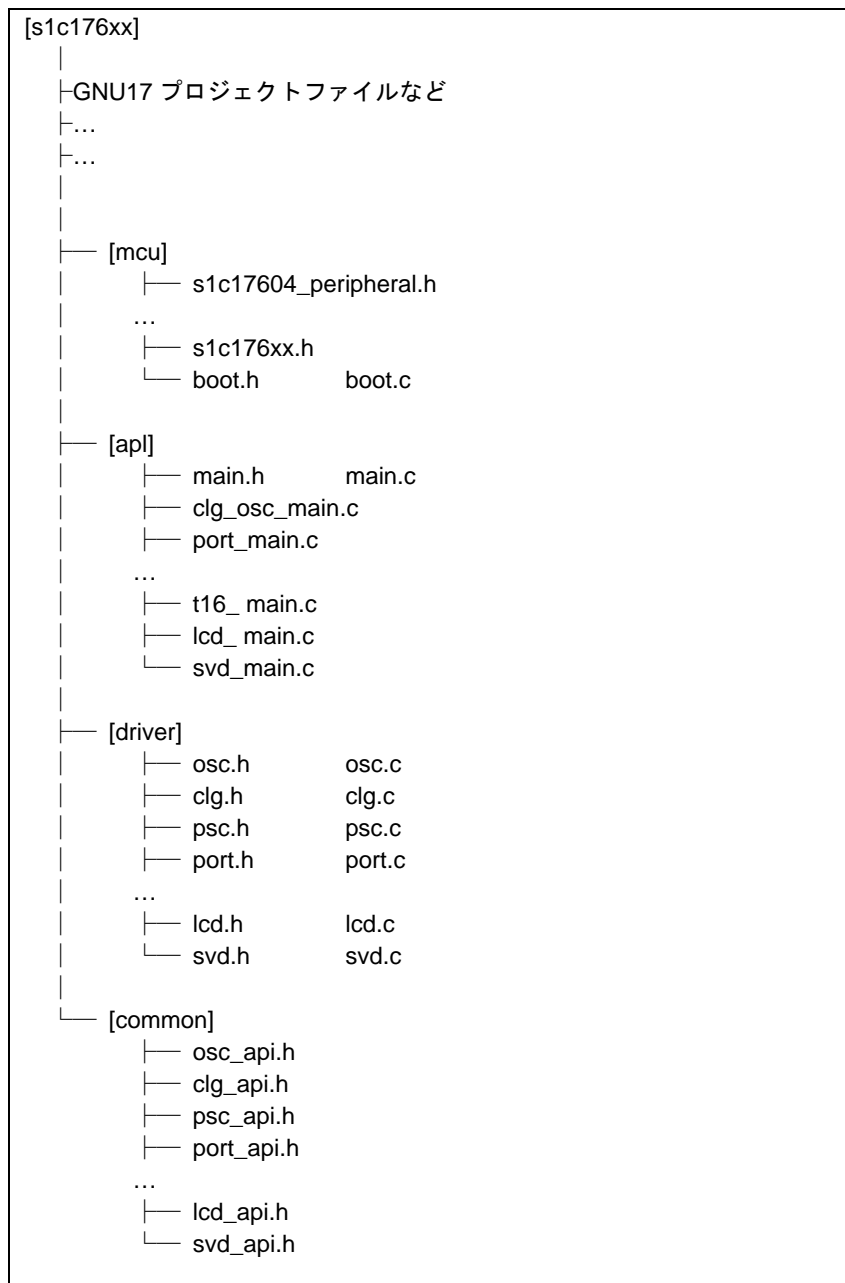 [s1c176xx]
│
├GNU17 プロジェクトファイルなど
├…
├…
│
│
├── [mcu]
│ ├── s1c17604_peripheral.h
│ …
│ ├── s1c176xx.h
│ └── boot.h boot.c
│
├── [apl]
│ ├── main.h main.c
│ ├── clg_osc_main.c
│ ├── port_main.c
│ …
│ ├── t16_ main.c
│ ├── lcd_ main.c
│ └── svd_main.c
│
├── [driver]
│ ├── osc.h osc.c
│ ├── clg.h clg.c
│ ├── psc.h psc.c
│ ├── port.h port.c
│ …
│ ├── lcd.h lcd.c
│ └── svd.h svd.c
│
└── [common]
├── osc_api.h
├── clg_api.h
├── psc_api.h
├── port_api.h
…
├── lcd_api.h
└── svd_api.h